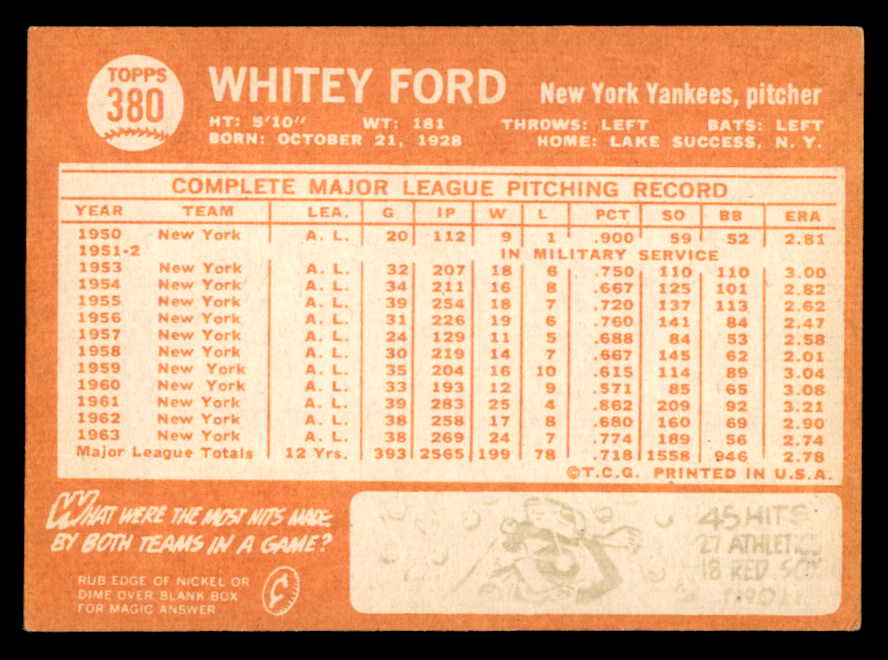 TOPPS
380
WHITEY FORD New York Yankees, pitcher
HT: 5'10" WT: 181 THROWS: LEFT BATS: LEFT
BORN: OCTOBER 21, 1928 HOME: LAKE SUCCESS, N. Y.
COMPLETE MAJOR LEAGUE PITCHING RECORD
YEAR TEAM LEA. G IP W L PCT SO BB ERA
1950 New York A. L. 20 112 9 1 .900 59 52 2.81
1951-2 IN MILITARY SERVICE
1953 New York A. L. 32 207 18 6 .750 110 110 3.00
1954 New York A. L. 34 211 16 8 .667 125 101 2.82
1955 New York A. L. 39 254 18 7 .720 137 113 2.62
1956 New York A. L. 31 226 19 6 .760 141 84 2.47
1957 New York A. L. 24 129 11 5 .688 84 53 2.58
1958 New York A. L. 30 219 14 7 .667 145 62 2.01
1959 New York A. L. 35 204 16 10 .615 114 89 3.04
1960 New York A. L. 33 193 12 9 .571 85 65 3.08
1961 New York A. L. 39 283 25 4 .862 209 92 3.21
1962 New York A. L. 38 258 17 8 .680 160 69 2.90
1963 New York A. L. 38 269 24 7 .774 189 56 2.74
Major League Totals 12 Yrs. 393 2565 199 78 .718 1558 946 2.78
©T.C.G. PRINTED IN U.S.A.
WHAT WERE THE MOST HITS MADE
BY BOTH TEAMS IN A GAME?
RUB EDGE OF NICKEL OR
DIME OVER BLANK BOX
FOR MAGIC ANSWER
45 HITS
27 ATHLETICS
18 RED SOX